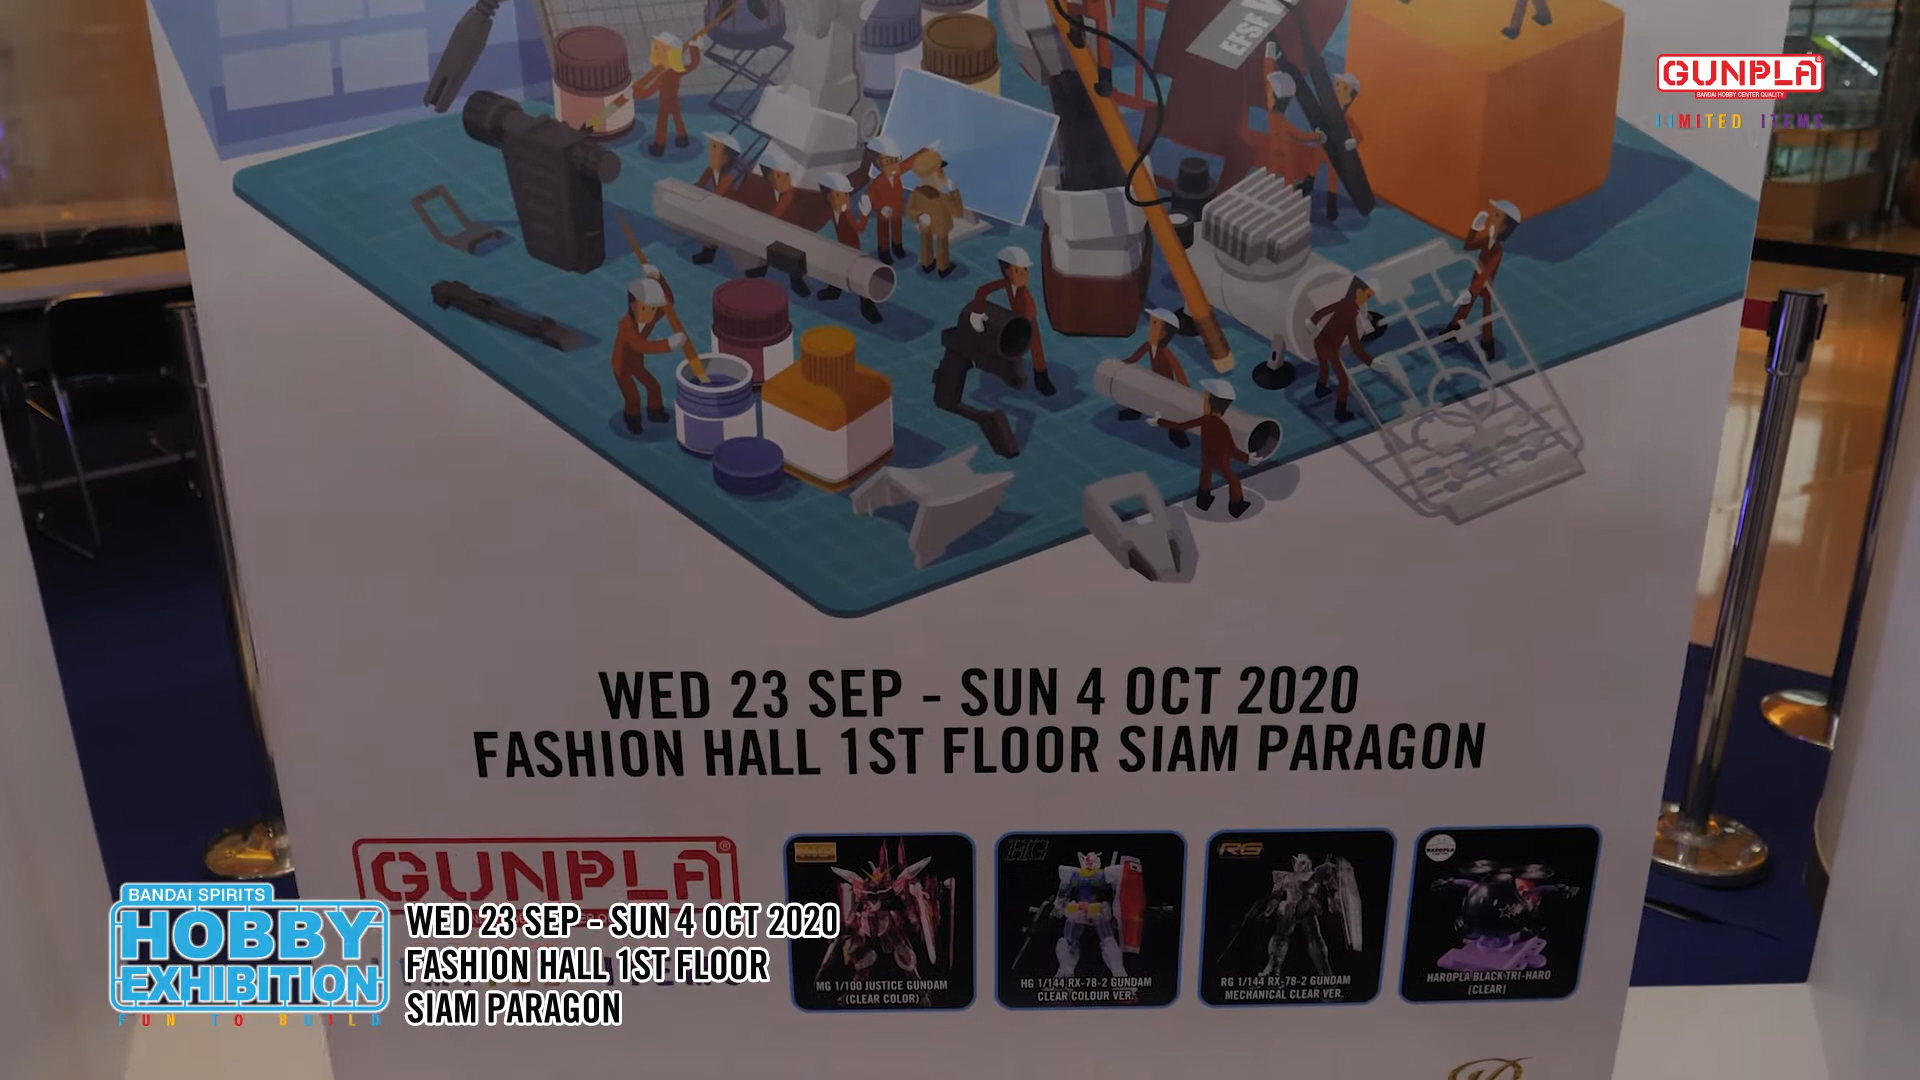 EFSF
GUNPLA
BANDAI HOBBY CENTER QUALITY
LIMITED ITEMS
WED 23 SEP - SUN 4 OCT 2020
FASHION HALL 1ST FLOOR SIAM PARAGON
GUNPLA
HG
RG
HAROPLA
MG 1/100 JUSTICE GUNDAM
(CLEAR COLOR)
HG 1/144 RX-78-2 GUNDAM
CLEAR COLOUR VER.
RG 1/144 RX-78-2 GUNDAM
MECHANICAL CLEAR VER.
HAROPLA BLACK TRI-HARO
[CLEAR]
BANDAI SPIRITS
HOBBY
EXHIBITION
FUN TO BUILD
WED 23 SEP - SUN 4 OCT 2020
FASHION HALL 1ST FLOOR
SIAM PARAGON